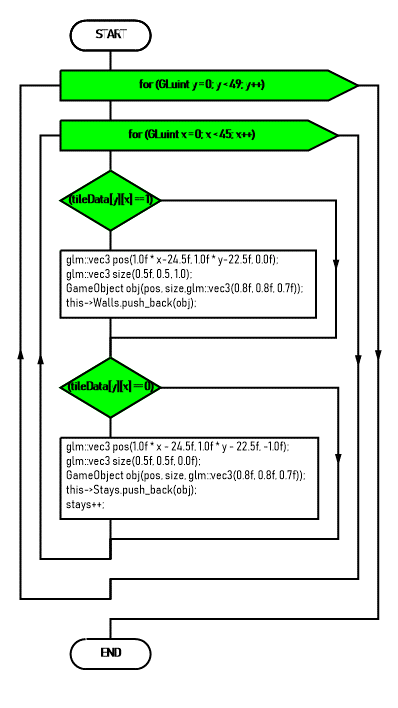 START
for (GLuint y=0; y<49; y++)
for (GLuint x=0; x<45; x++)
(tileData[y][x]==1)
glm::vec3 pos(1.0f * x-24.5f, 1.0f * y-22.5f, 0.0f);
glm::vec3 size(0.5f, 0.5, 1.0);
GameObject obj(pos, size,glm::vec3(0.8f, 0.8f, 0.7f));
this->Walls.push_back(obj);
(tileData[y][x]==0)
glm::vec3 pos(1.0f * x - 24.5f, 1.0f * y - 22.5f, -1.0f);
glm::vec3 size(0.5f, 0.5f, 0.0f);
GameObject obj(pos, size, glm::vec3(0.8f, 0.8f, 0.7f));
this->Stays.push_back(obj);
stays++;
END